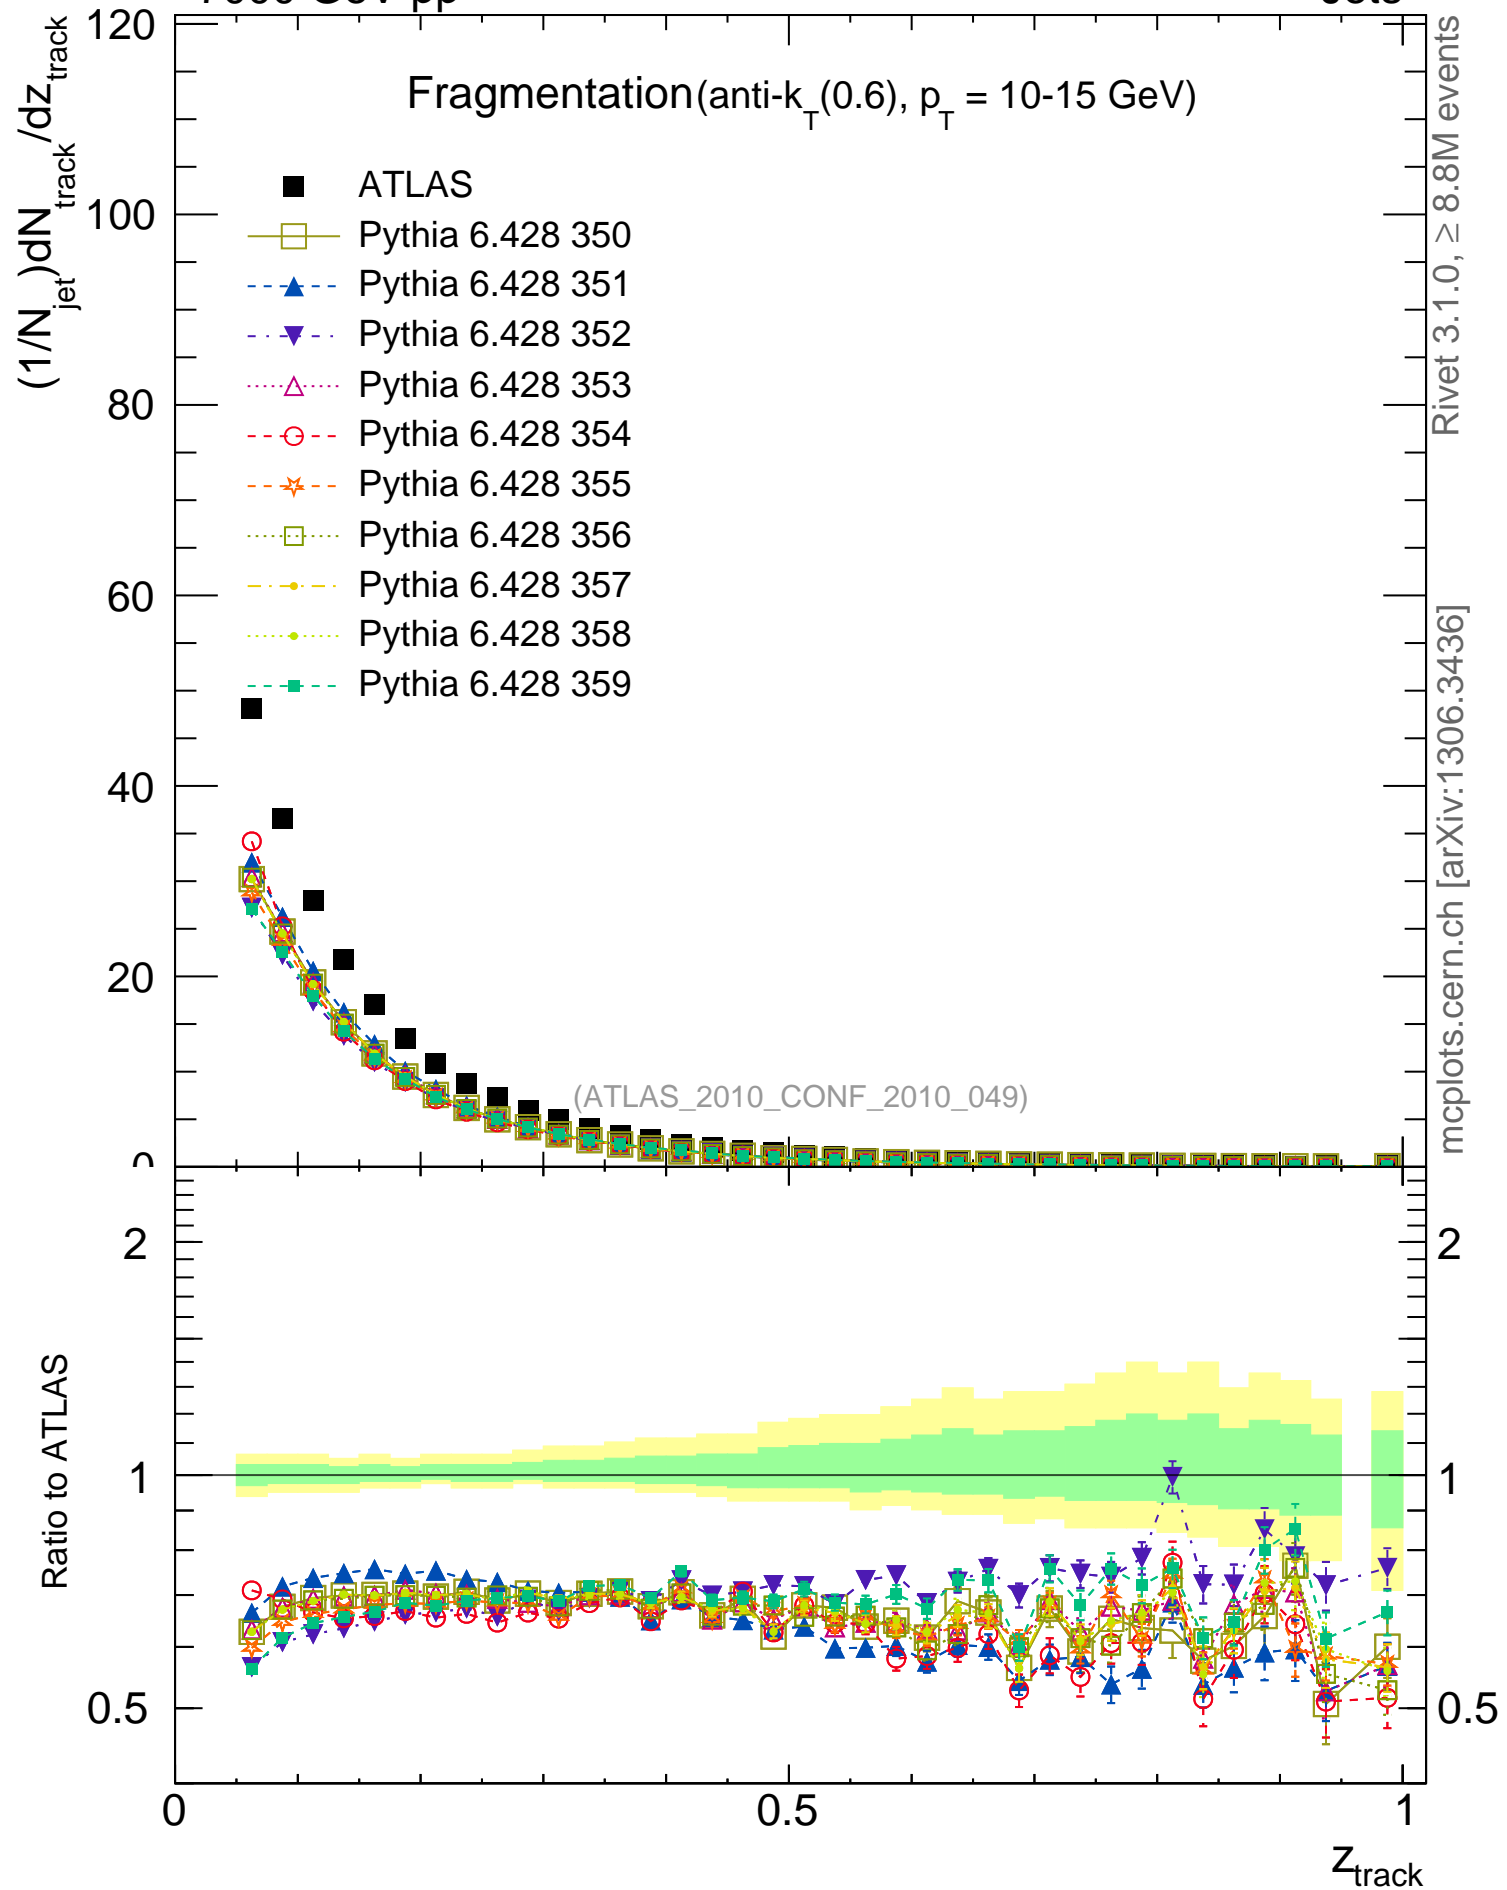 7000 GeV pp Jets
Fragmentation (anti-k_T(0.6), p_T = 10-15 GeV)
(1/N_jet)dN_track/dz_track
120
100
80
60
40
20
0
ATLAS
Pythia 6.428 350
Pythia 6.428 351
Pythia 6.428 352
Pythia 6.428 353
Pythia 6.428 354
Pythia 6.428 355
Pythia 6.428 356
Pythia 6.428 357
Pythia 6.428 358
Pythia 6.428 359
(ATLAS_2010_CONF_2010_049)
Rivet 3.1.0, ≥ 8.8M events
mcplots.cern.ch [arXiv:1306.3436]
Ratio to ATLAS
2
1
0.5
2
1
0.5
0
0.5
1
z_track